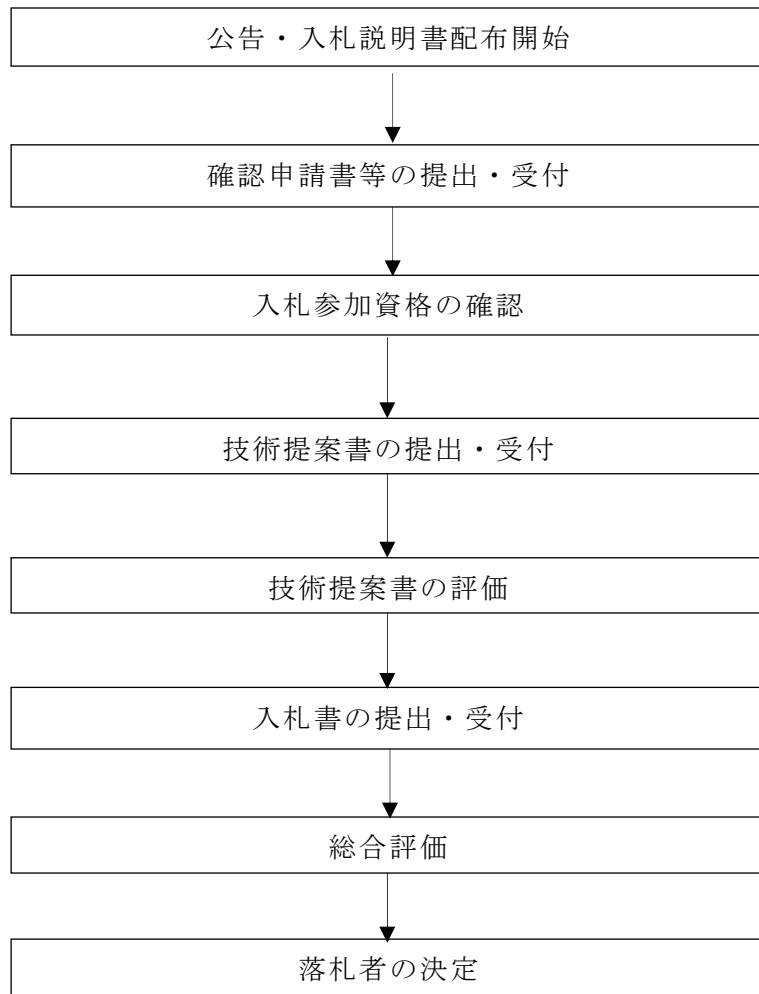 公告・入札説明書配布開始
確認申請書等の提出・受付
入札参加資格の確認
技術提案書の提出・受付
技術提案書の評価
入札書の提出・受付
総合評価
落札者の決定